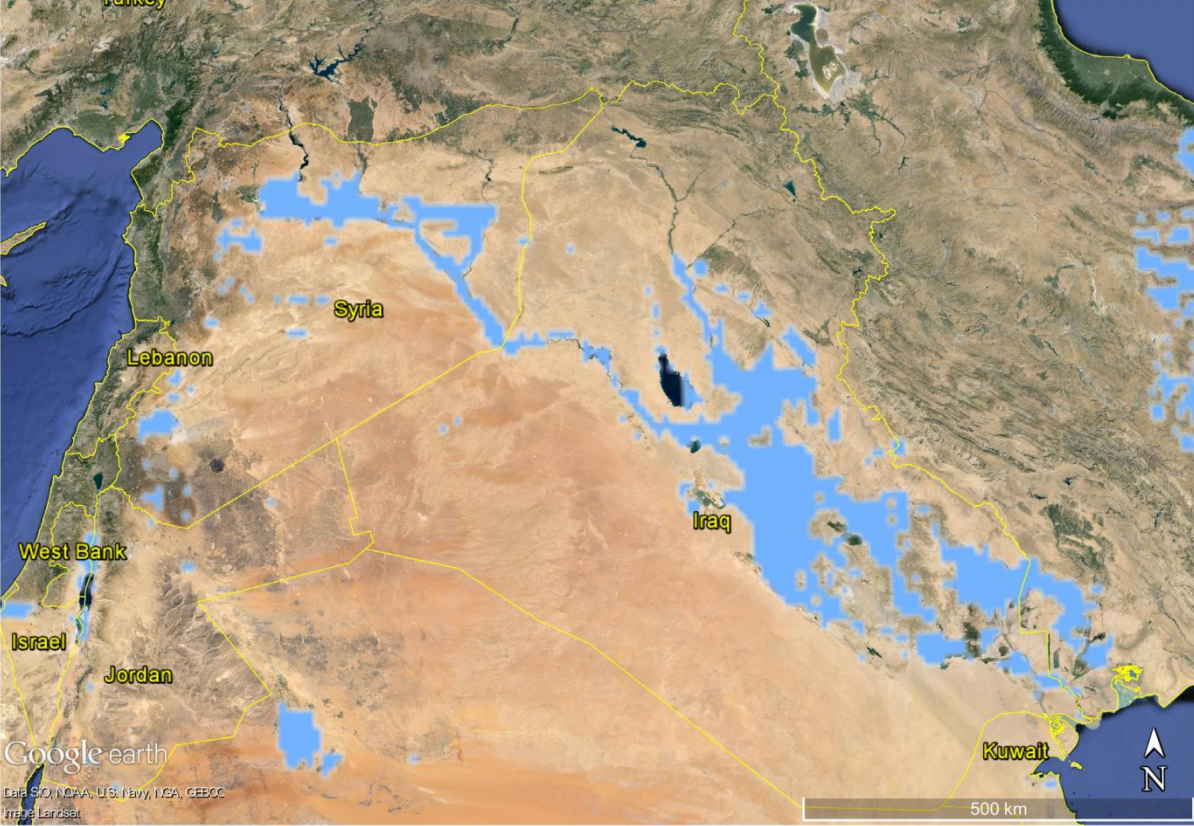 Turkey
Syria
Lebanon
Iraq
West Bank
Israel
Jordan
Kuwait
N
Google earth
Data SIO, NOAA, U.S. Navy, NGA, GEBCO
Image Landsat
500 km